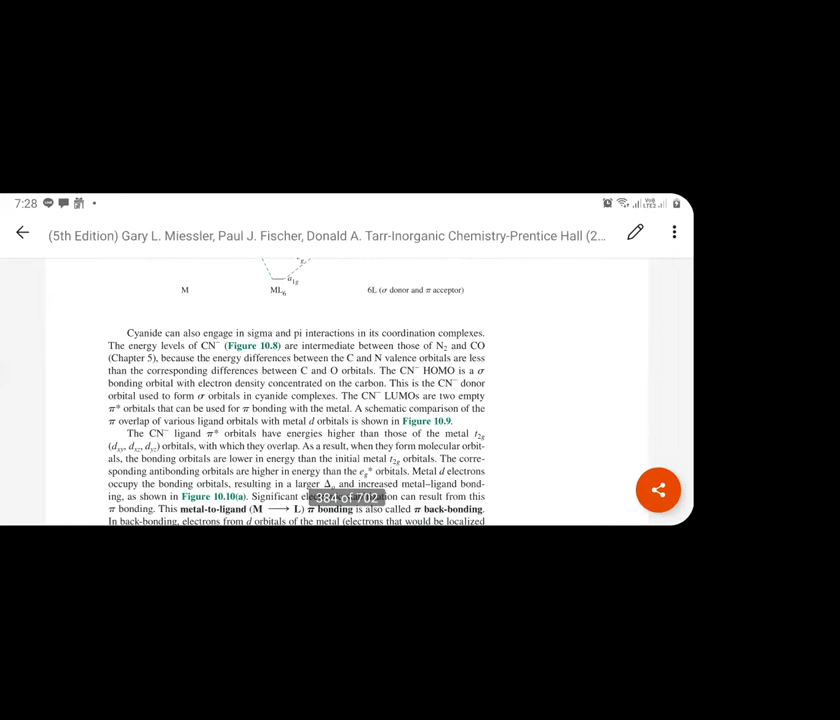 7:28
(5th Edition) Gary L. Miessler, Paul J. Fischer, Donald A. Tarr-Inorganic Chemistry-Prentice Hall (2...
a1g
M ML6 6L (σ donor and π acceptor)
Cyanide can also engage in sigma and pi interactions in its coordination complexes.
The energy levels of CN⁻ (Figure 10.8) are intermediate between those of N2 and CO
(Chapter 5), because the energy differences between the C and N valence orbitals are less
than the corresponding differences between C and O orbitals. The CN⁻ HOMO is a σ
bonding orbital with electron density concentrated on the carbon. This is the CN⁻ donor
orbital used to form σ orbitals in cyanide complexes. The CN⁻ LUMOs are two empty
π* orbitals that can be used for π bonding with the metal. A schematic comparison of the
π overlap of various ligand orbitals with metal d orbitals is shown in Figure 10.9.
The CN⁻ ligand π* orbitals have energies higher than those of the metal t2g
(dxy, dxz, dyz) orbitals, with which they overlap. As a result, when they form molecular orbit-
als, the bonding orbitals are lower in energy than the initial metal t2g orbitals. The corre-
sponding antibonding orbitals are higher in energy than the eg* orbitals. Metal d electrons
occupy the bonding orbitals, resulting in a larger Δo and increased metal–ligand bond-
ing, as shown in Figure 10.10(a). Significant can result from this
384 of 702
π bonding. This metal-to-ligand (M ⟶ L) π bonding is also called π back-bonding.
In back-bonding, electrons from d orbitals of the metal (electrons that would be localized